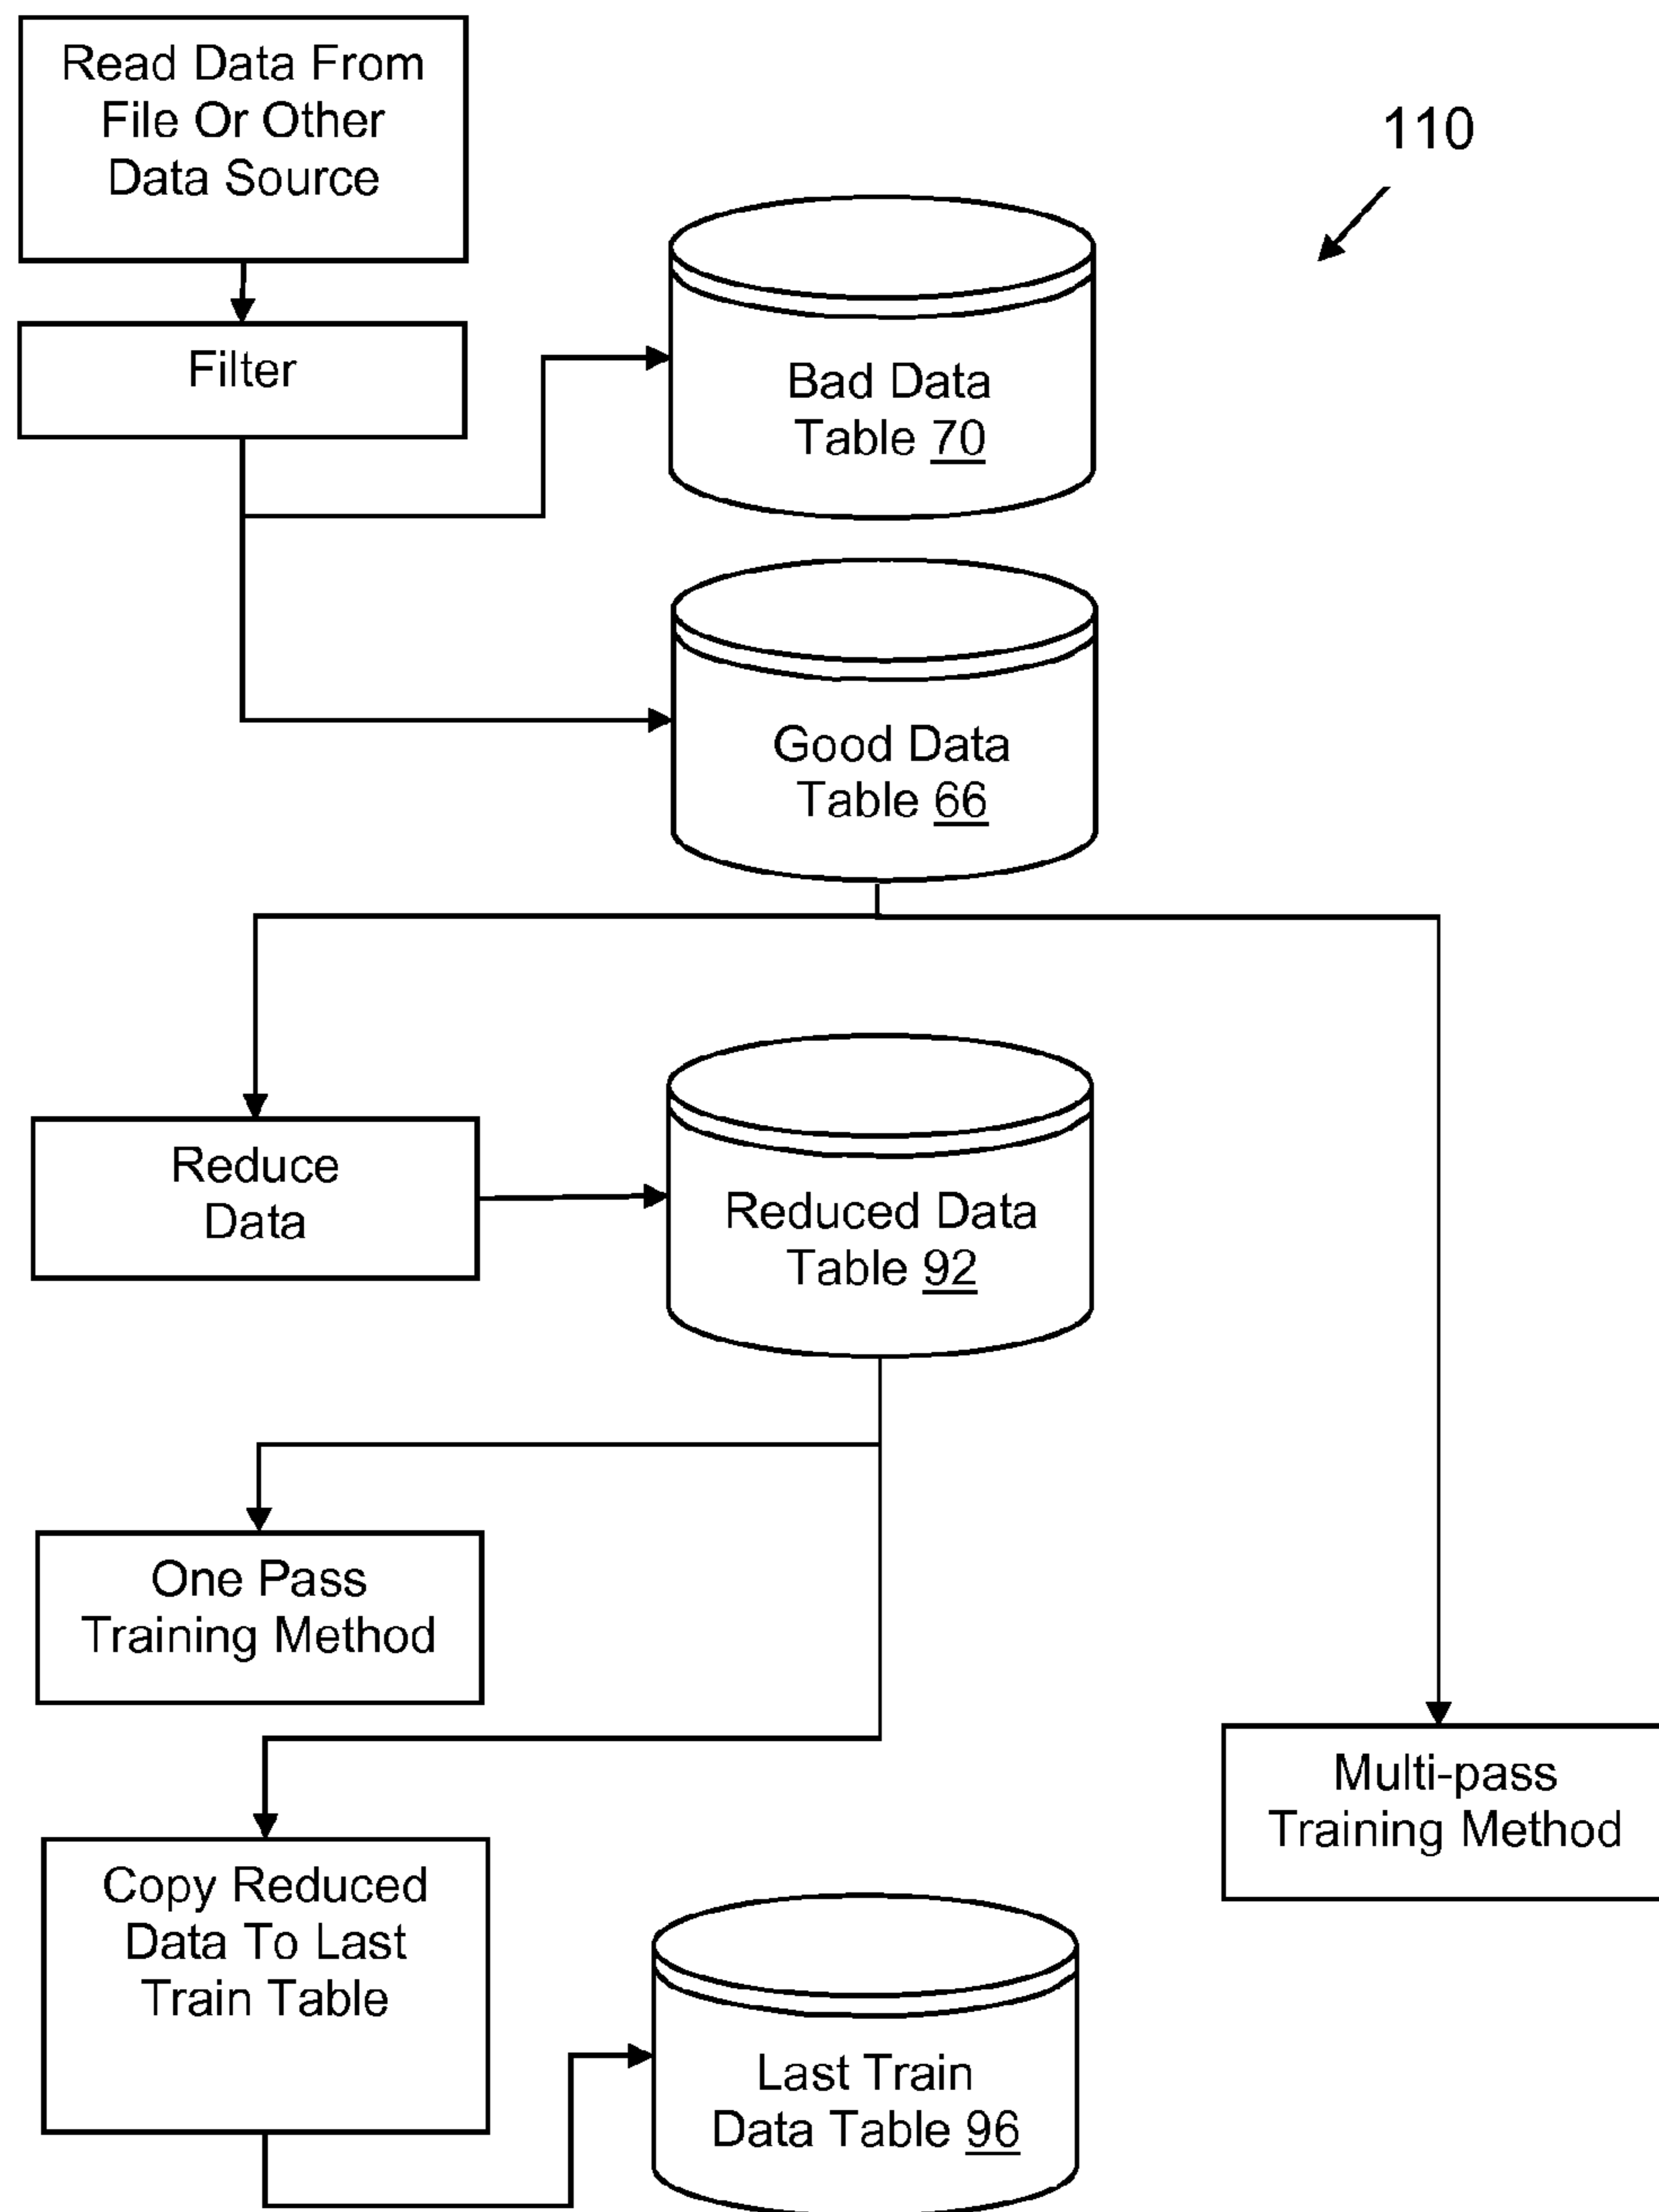 Read Data From
File Or Other
Data Source
110
Filter
Bad Data
Table 70
Good Data
Table 66
Reduce
Data
Reduced Data
Table 92
One Pass
Training Method
Multi-pass
Training Method
Copy Reduced
Data To Last
Train Table
Last Train
Data Table 96